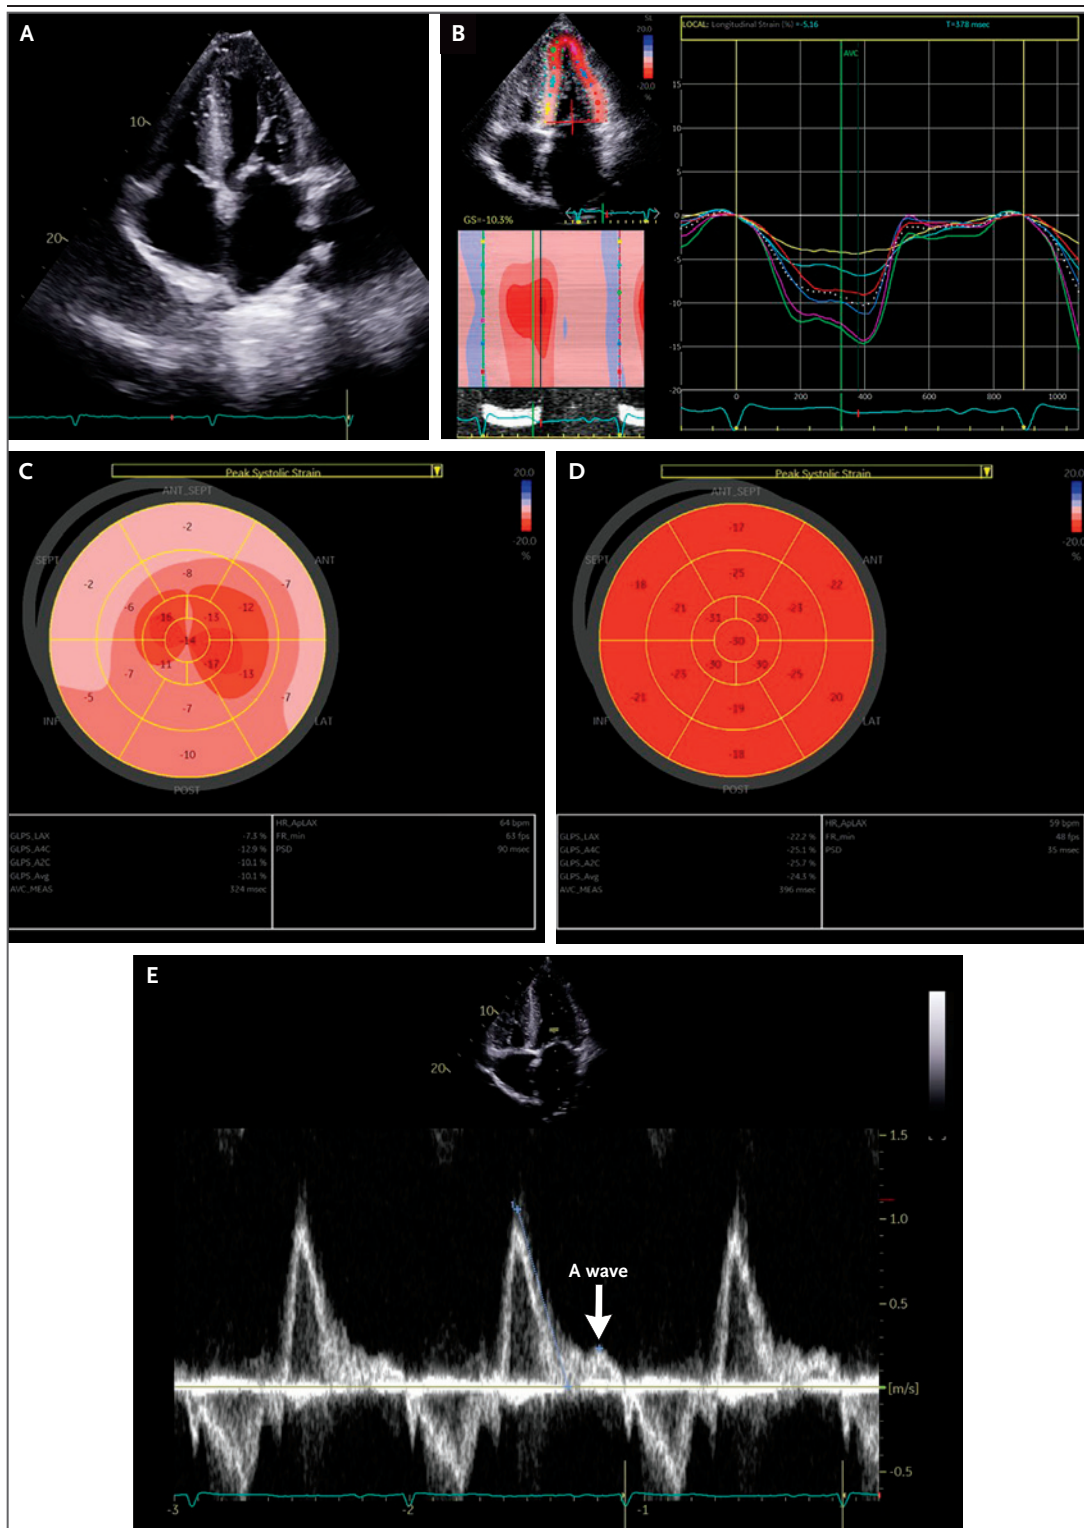 A
10
20
B
20.0
-20.0
%
GS=-10.3%
LOCAL: Longitudinal Strain (%) =-5.16
T=378 msec
AVC
15
10
5
0
-5
-10
-15
-20
0
200
400
600
800
1000
C
Peak Systolic Strain
20.0
-20.0
%
ANT_SEPT
SEPT
ANT
INF
LAT
POST
-2
-2
-7
-8
-6
-12
-16
-13
-14
-11
-17
-7
-13
-5
-7
-7
-10
GLPS_LAX -7.3 %
GLPS_A4C -12.9 %
GLPS_A2C -10.1 %
GLPS_Avg -10.1 %
AVC_MEAS 324 msec
HR_ApLAX 64 bpm
FR_min 63 fps
PSD 90 msec
D
Peak Systolic Strain
20.0
-20.0
%
ANT_SEPT
SEPT
ANT
INF
LAT
POST
-17
-16
-22
-25
-21
-23
-31
-30
-30
-30
-30
-25
-25
-21
-20
-19
-18
GLPS_LAX -22.2 %
GLPS_A4C -25.1 %
GLPS_A2C -25.7 %
GLPS_Avg -24.3 %
AVC_MEAS 396 msec
HR_ApLAX 59 bpm
FR_min 48 fps
PSD 35 msec
E
10
20
A wave
1.5
1.0
0.5
[m/s]
-0.5
-3
-2
-1